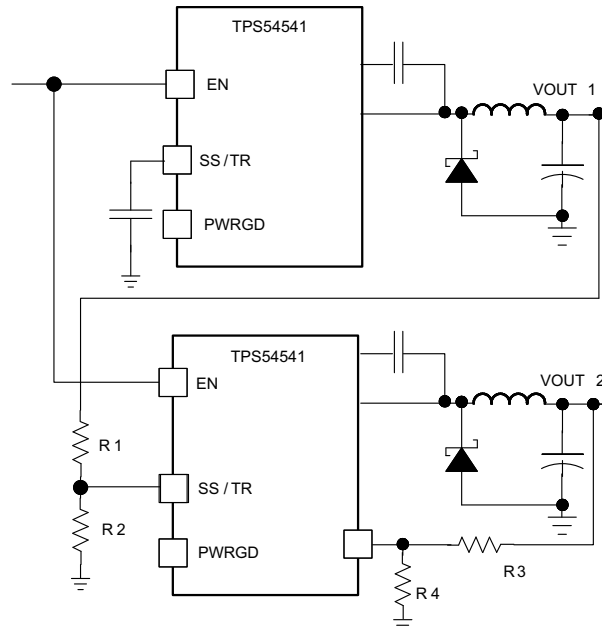 TPS54541
EN
VOUT 1
SS/TR
PWRGD
TPS54541
VOUT 2
EN
R1
SS/TR
R2
PWRGD
R3
R4